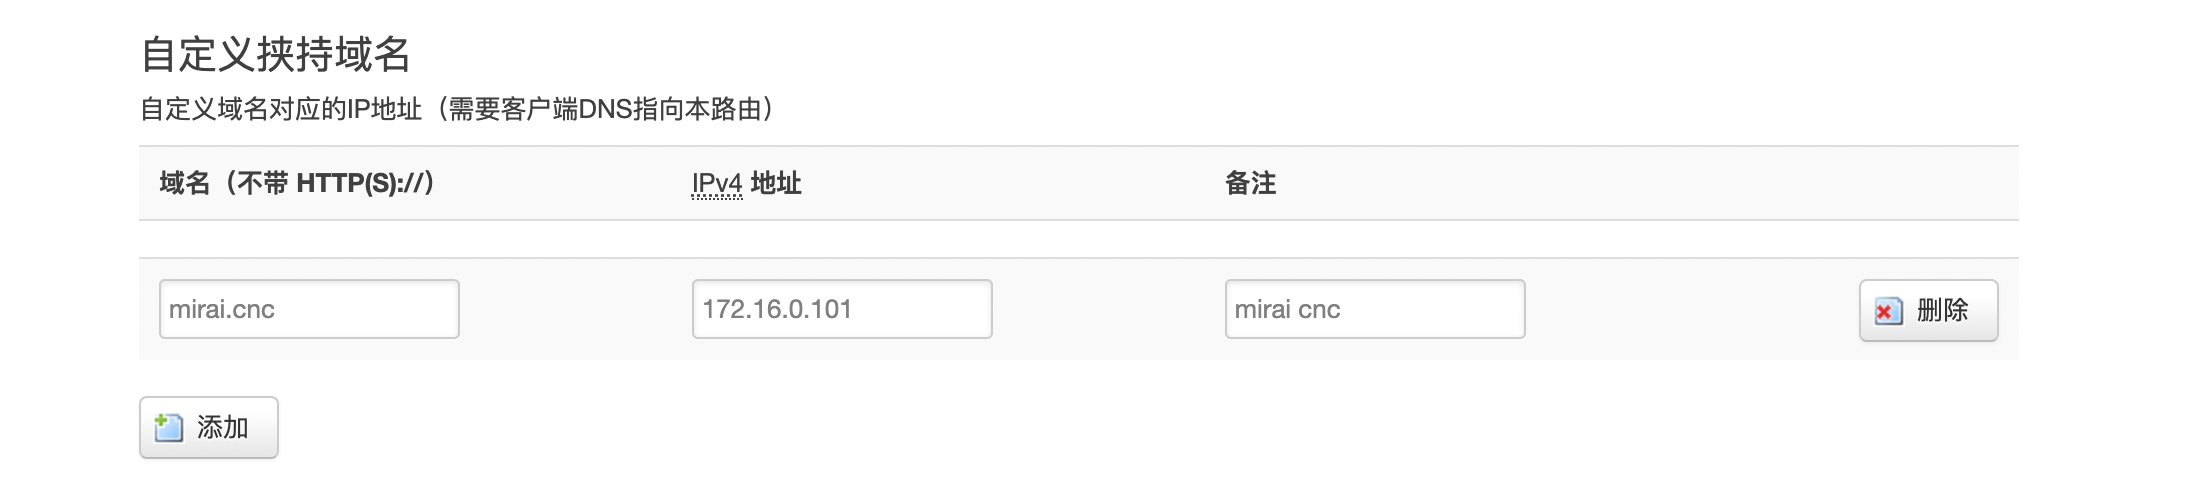 自定义挟持域名
自定义域名对应的IP地址（需要客户端DNS指向本路由）
域名（不带 HTTP(S)://） IPv4 地址 备注
mirai.cnc 172.16.0.101 mirai cnc 删除
添加